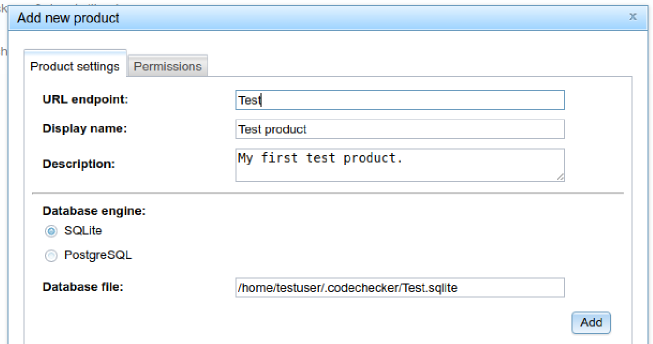 Add new product x
Product settings Permissions
URL endpoint: Test
Display name: Test product
Description: My first test product.
Database engine:
SQLite
PostgreSQL
Database file: /home/testuser/.codechecker/Test.sqlite
Add